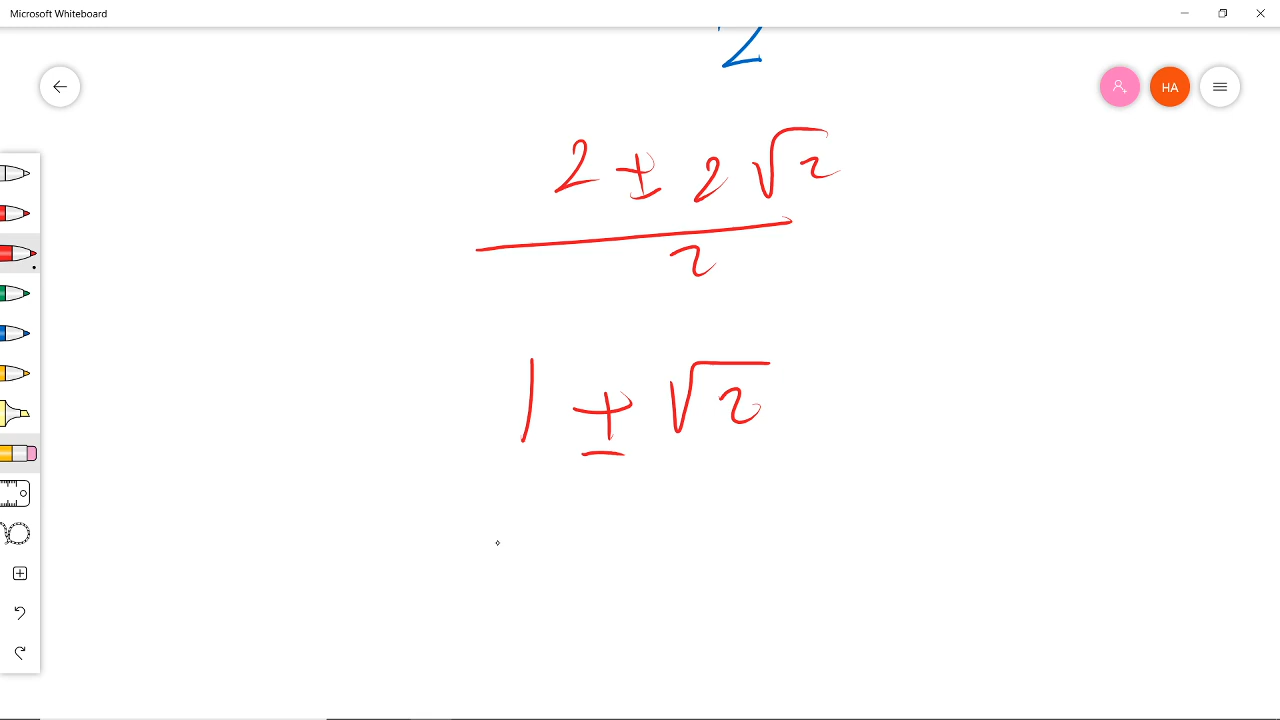 Microsoft Whiteboard
2
HA
2 ± 2√2
2
1 ± √2